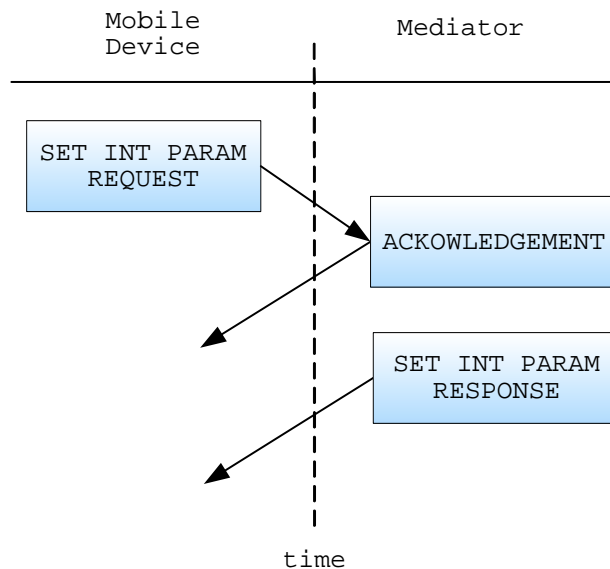 Mobile
Device
Mediator
SET INT PARAM
REQUEST
ACKOWLEDGEMENT
SET INT PARAM
RESPONSE
time